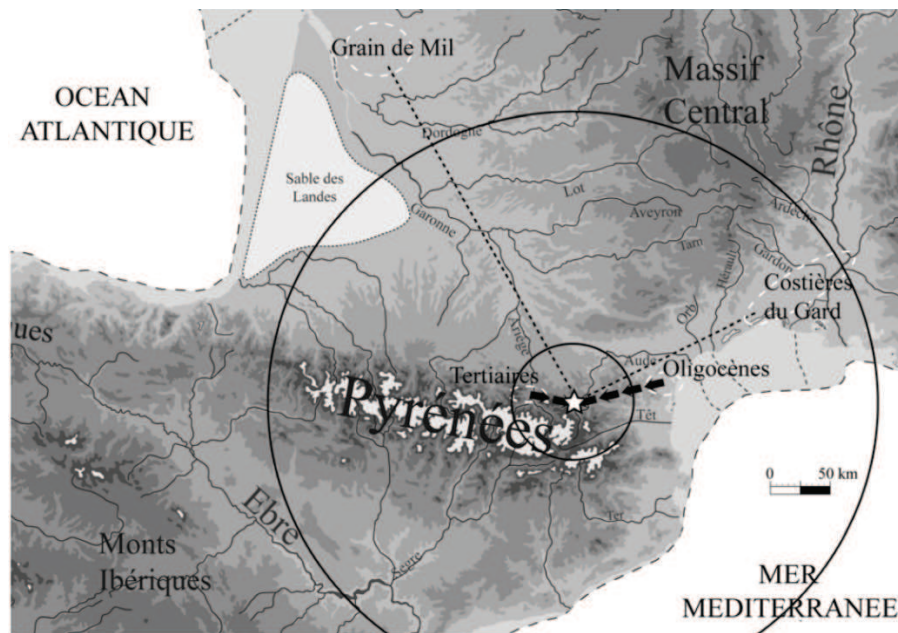 Grain de Mil
Massif
Central
OCEAN
ATLANTIQUE
Rhône
Dordogne
Sable des
Landes
Lot
Ardèche
Garonne
Aveyron
Tarn
Gardon
Hérault
Costières
du Gard
Orb
ques
Ariège
Aude
Tertiaires
Oligocènes
Pyrénées
Têt
0 50 km
Ebre
Ter
Monts
Ibériques
Sègre
MER
MEDITERRANEE